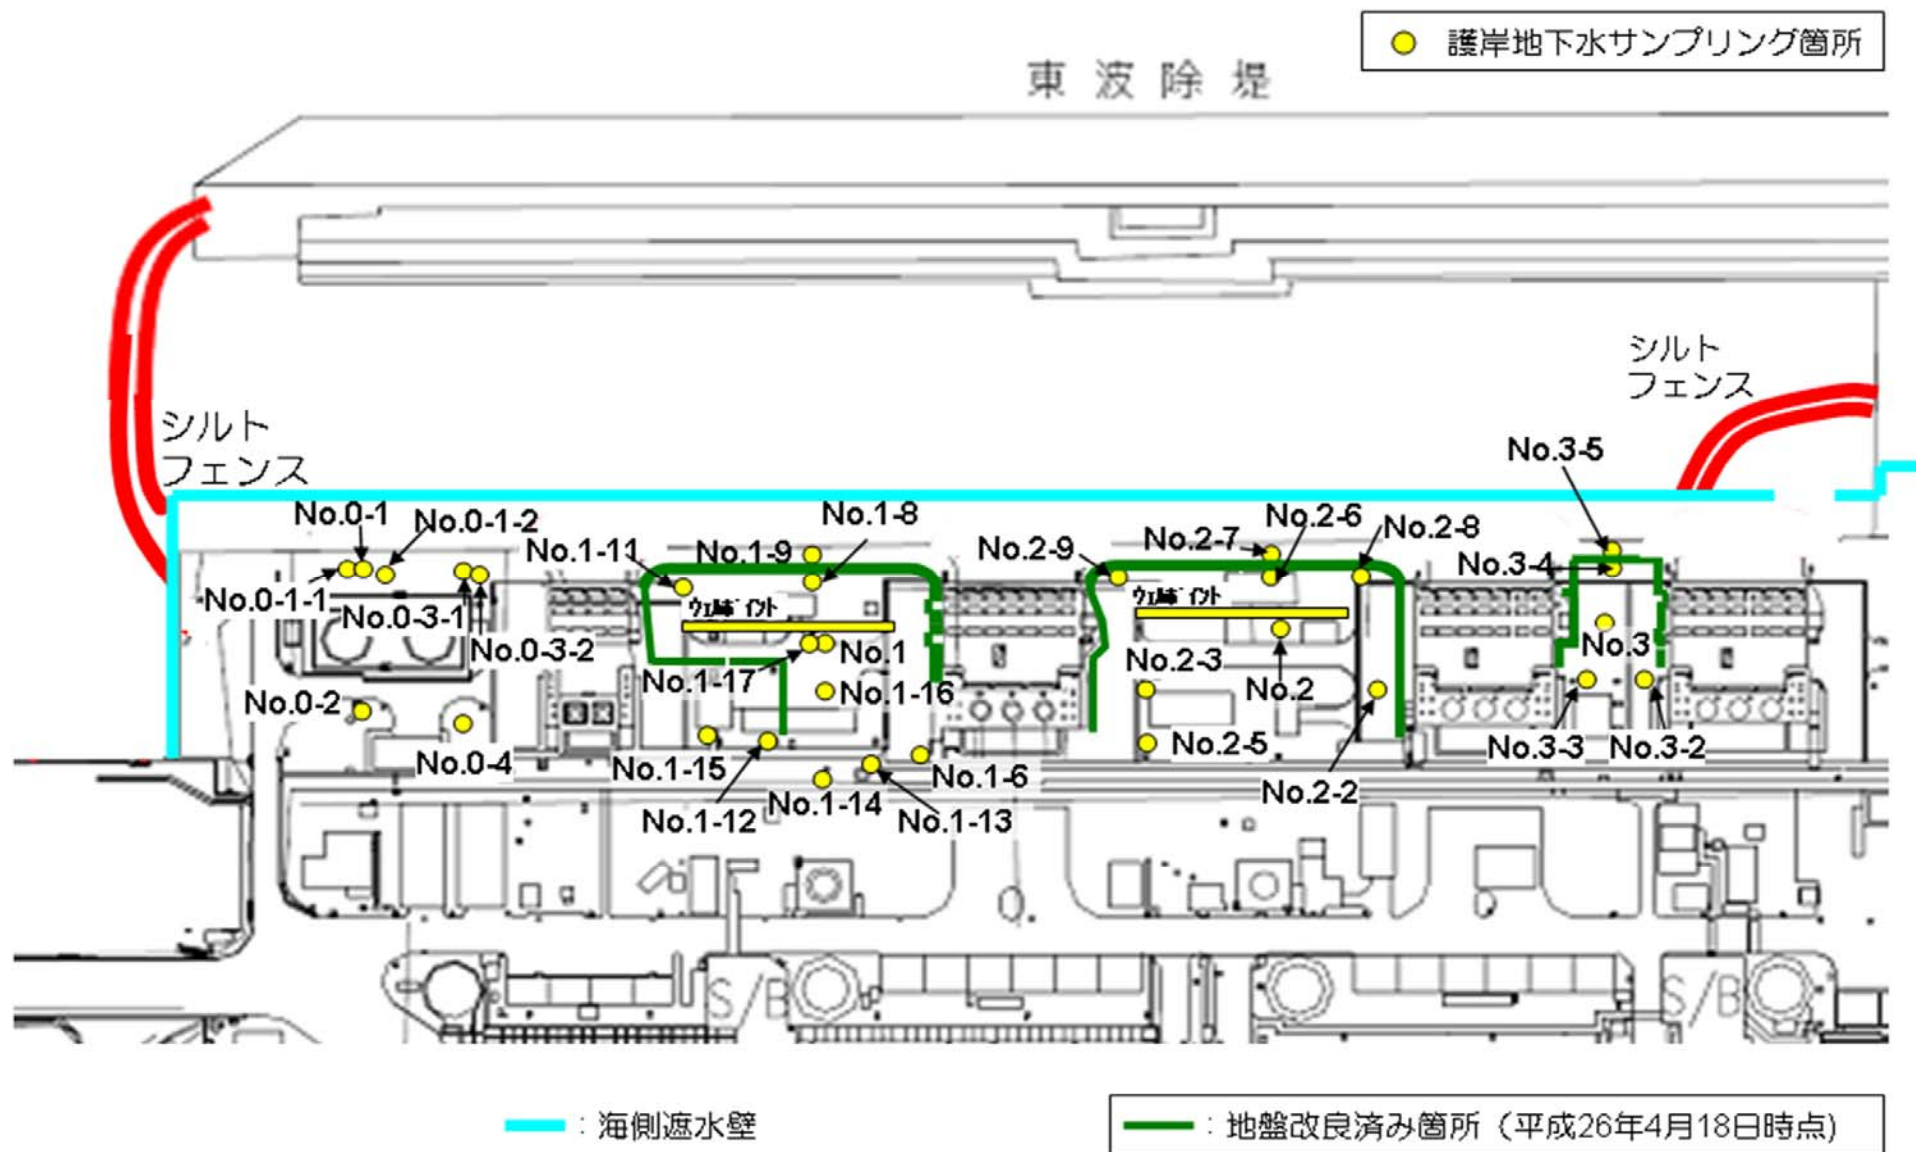 護岸地下水サンプリング箇所
東波除堤
シルト
フェンス
シルト
フェンス
No.3-5
No.0-1
No.0-1-2
No.1-8
No.2-6
No.2-8
No.1-11
No.1-9
No.2-9
No.2-7
No.3-4
No.0-1-1
No.0-3-1
ウェルポイント
ウェルポイント
No.0-3-2
No.1
No.3
No.1-17
No.2-3
No.2
No.1-16
No.0-2
No.0-4
No.1-15
No.1-6
No.2-5
No.3-3
No.3-2
No.1-12
No.1-14
No.1-13
No.2-2
S/B
S/B
：海側遮水壁
：地盤改良済み箇所（平成26年4月18日時点)